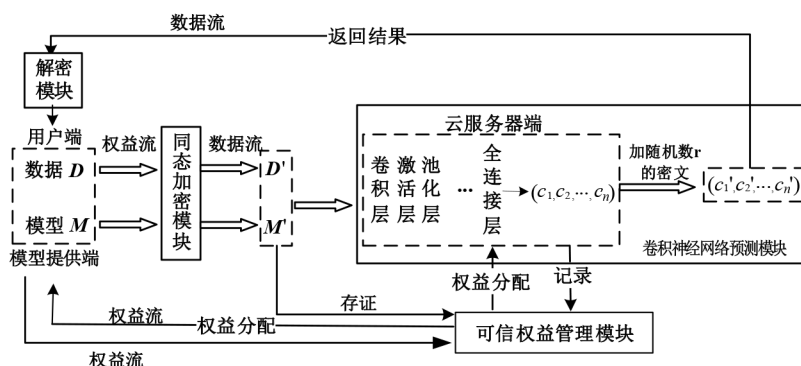 数据流
返回结果
解密
模块
用户端
权益流
数据流
云服务器端
数据 D
模型 M
模型提供端
同态加密模块
D'
M'
卷积层
激活层
池化层
...
全连接层
(c₁,c₂,⋯,cₙ)
加随机数r
的密文
(c₁',c₂',⋯,cₙ')
卷积神经网络预测模块
权益分配
记录
存证
权益流
权益分配
可信权益管理模块
权益流